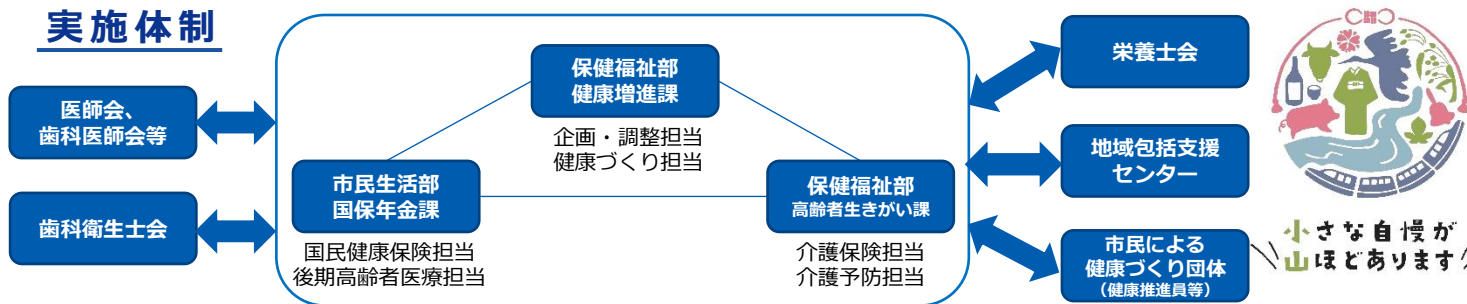 実施体制
医師会、
歯科医師会等
歯科衛生士会
保健福祉部
健康増進課
企画・調整担当
健康づくり担当
市民生活部
国保年金課
国民健康保険担当
後期高齢者医療担当
保健福祉部
高齢者生きがい課
介護保険担当
介護予防担当
栄養士会
地域包括支援
センター
市民による
健康づくり団体
(健康推進員等)
小さな自慢が
山ほどあります